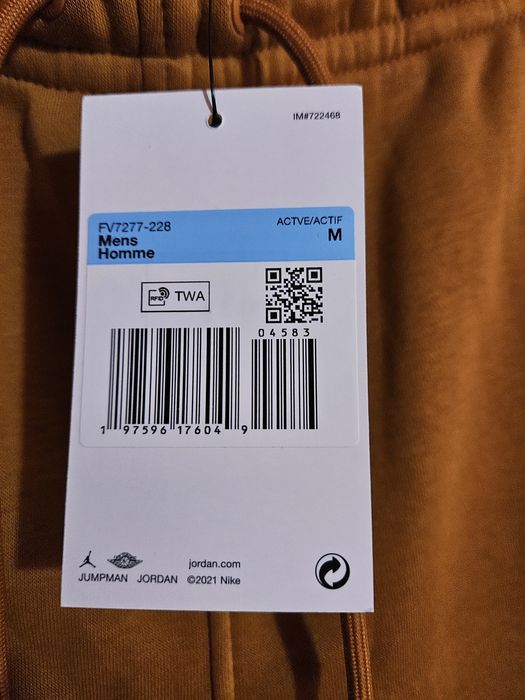 IM#722468
FV7277-228
Mens
Homme
ACTVE/ACTIF
M
RFID TWA
04583
1 97596 17604 9
JUMPMAN JORDAN
jordan.com
©2021 Nike